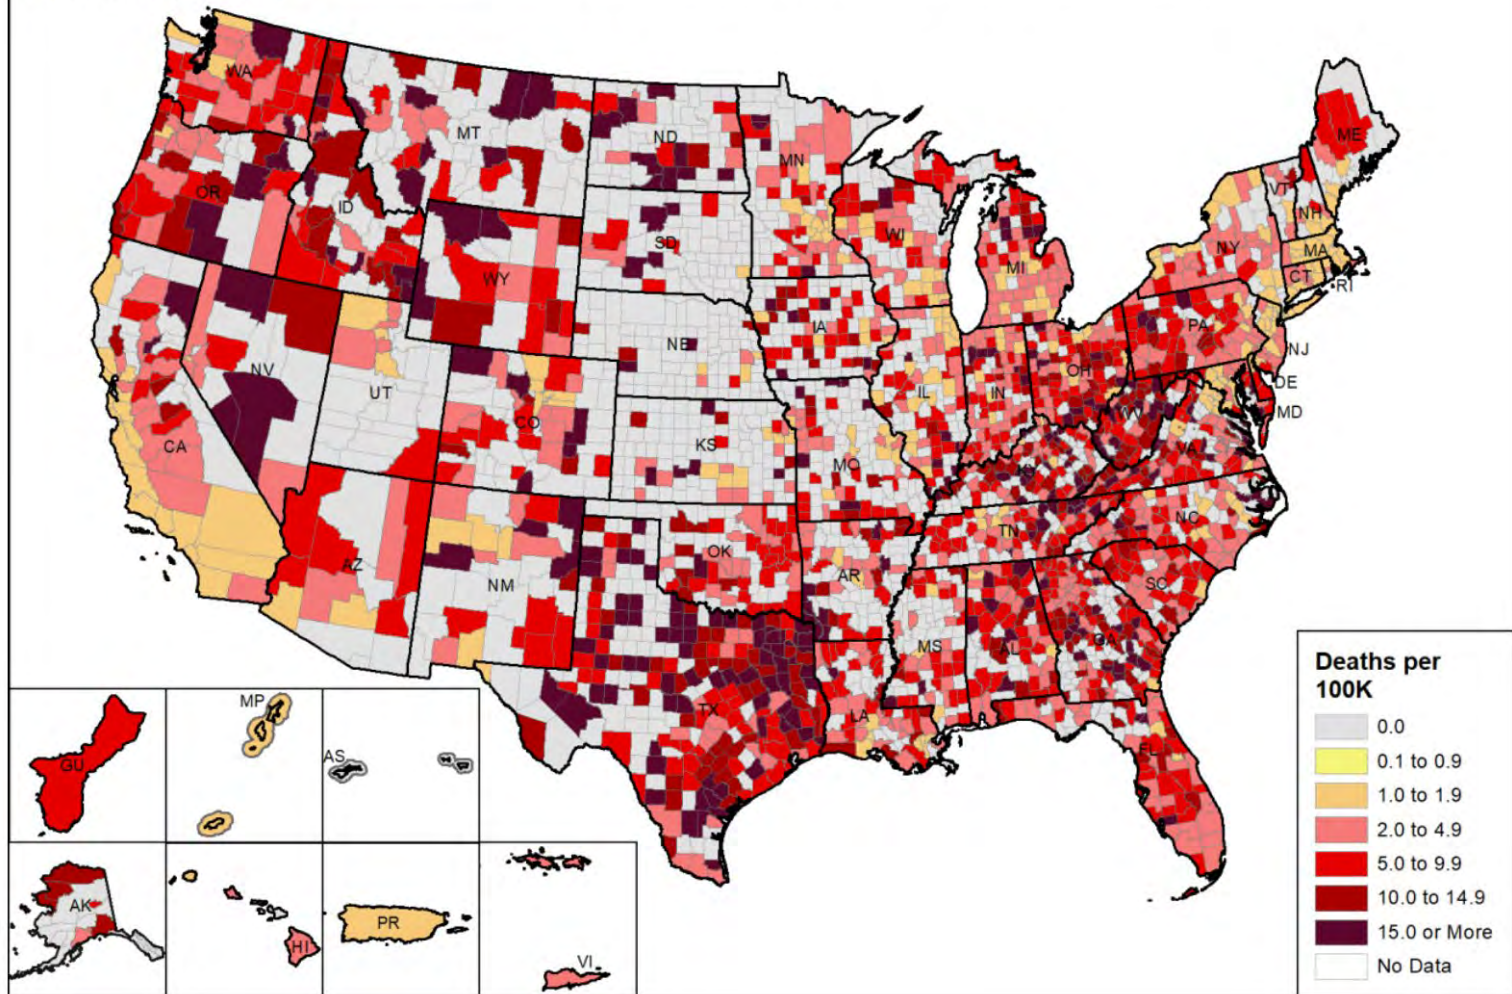 WA
MT
ND
MN
ME
OR
ID
SD
WI
VT
NH
NY
MA
WY
MI
CT
RI
IA
PA
NE
NV
NJ
UT
OH
DE
IL
IN
CO
MD
WV
CA
KS
MO
VA
KY
NC
TN
OK
AZ
AR
NM
SC
GA
MS
AL
TX
LA
FL
MP
AS
GU
AK
PR
HI
VI
Deaths per
100K
0.0
0.1 to 0.9
1.0 to 1.9
2.0 to 4.9
5.0 to 9.9
10.0 to 14.9
15.0 or More
No Data